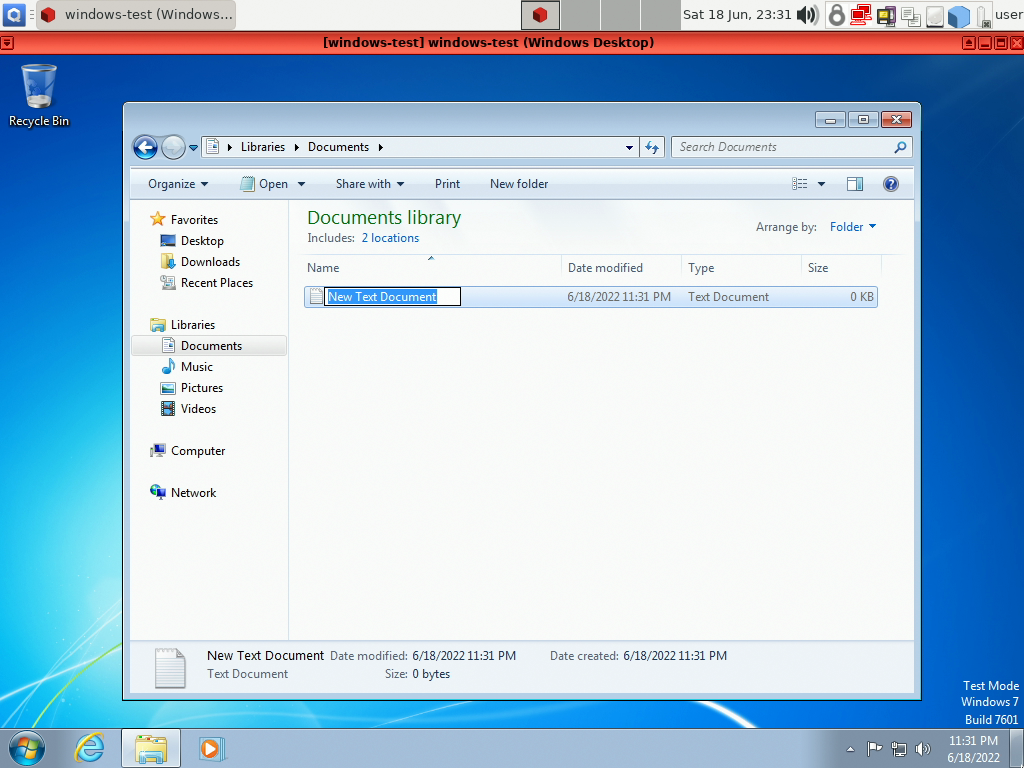 windows-test (Windows...
Sat 18 Jun, 23:31
user
[windows-test] windows-test (Windows Desktop)
Recycle Bin
Libraries
Documents
Search Documents
Organize
Open
Share with
Print
New folder
Favorites
Desktop
Downloads
Recent Places
Libraries
Documents
Music
Pictures
Videos
Computer
Network
Documents library
Includes: 2 locations
Arrange by: Folder
Name
Date modified
Type
Size
New Text Document
6/18/2022 11:31 PM
Text Document
0 KB
New Text Document
Date modified: 6/18/2022 11:31 PM
Date created: 6/18/2022 11:31 PM
Text Document
Size: 0 bytes
Test Mode
Windows 7
Build 7601
11:31 PM
6/18/2022